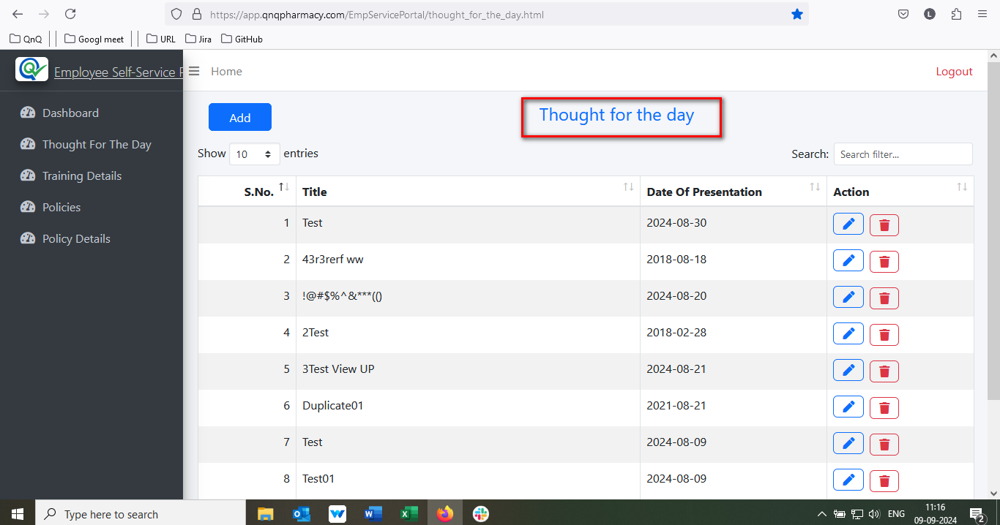 https://app.qnqpharmacy.com/EmpServicePortal/thought_for_the_day.html
L
QnQ
Googl meet
URL
Jira
GitHub
Employee Self-Service P
Home
Logout
Dashboard
Thought For The Day
Training Details
Policies
Policy Details
Add
Thought for the day
Show 10 entries
Search: Search filter...
S.No. Title Date Of Presentation Action
1 Test 2024-08-30
2 43r3rerf ww 2018-08-18
3 !@#$%^&***(() 2024-08-20
4 2Test 2018-02-28
5 3Test View UP 2024-08-21
6 Duplicate01 2021-08-21
7 Test 2024-08-09
8 Test01 2024-08-09
Type here to search
ENG
11:16
09-09-2024
2